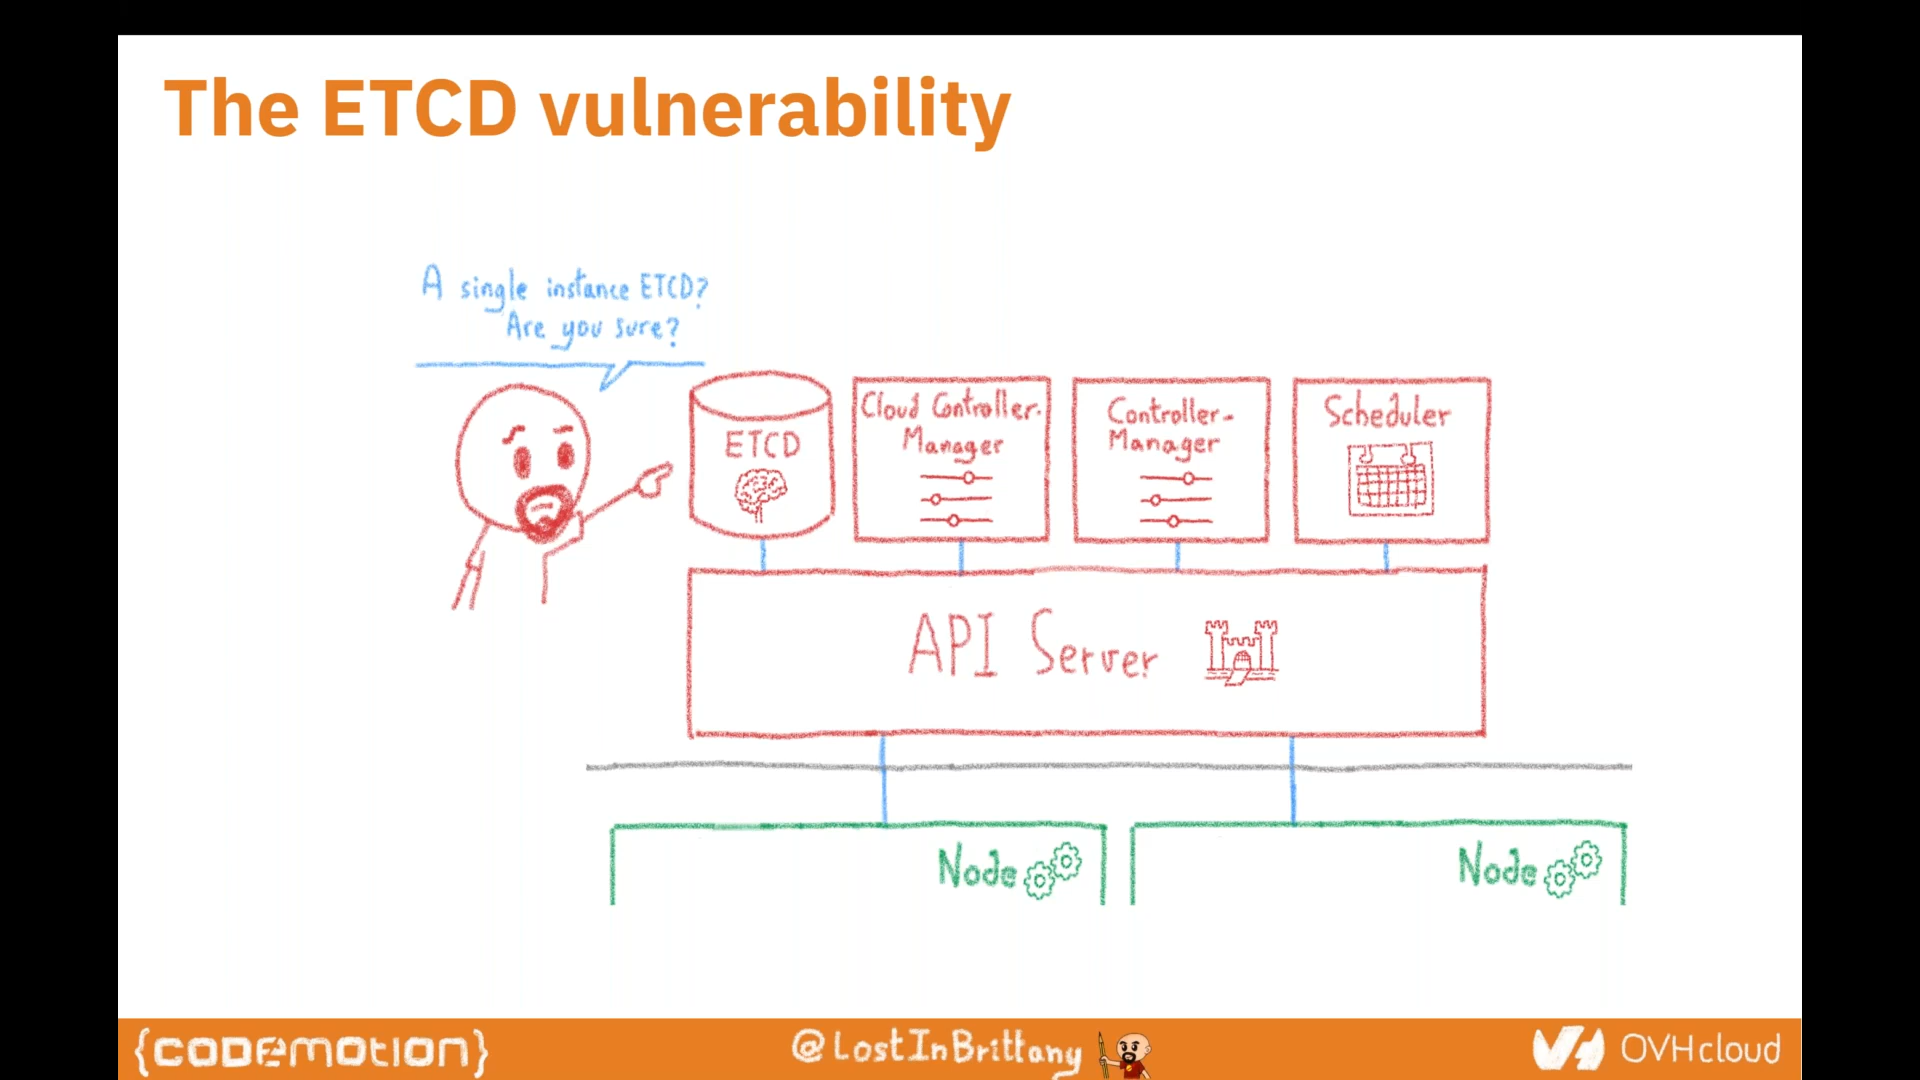 The ETCD vulnerability
A single instance ETCD?
Are you sure?
ETCD
Cloud Controller-
Manager
Controller-
Manager
Scheduler
API Server
Node
Node
{CODEMOTION}
@LostInBrittany
OVHcloud